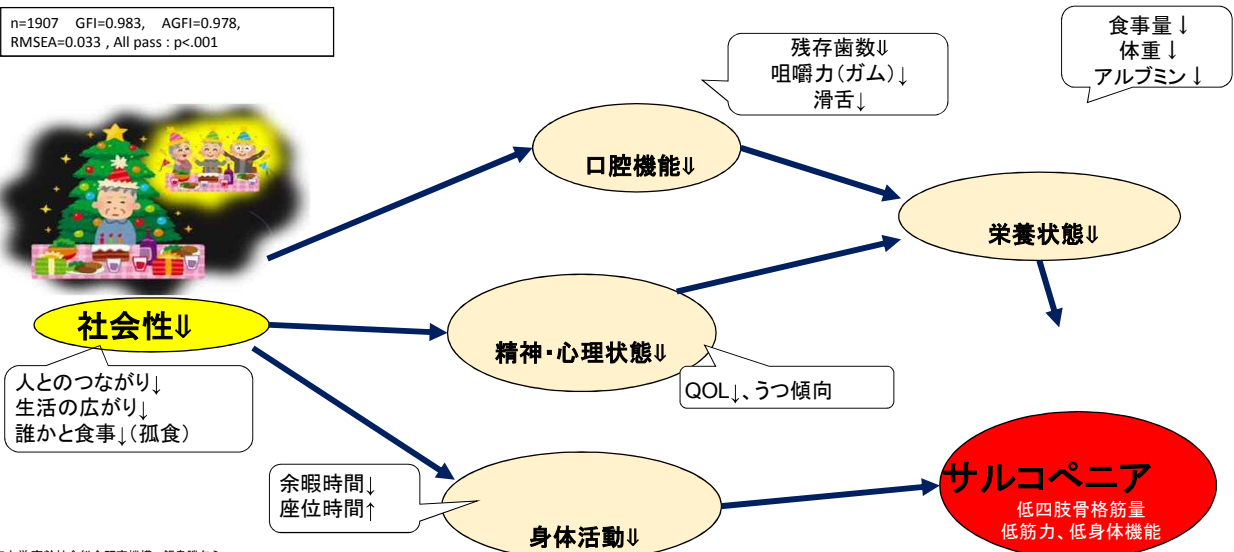 n=1907 GFI=0.983, AGFI=0.978,
RMSEA=0.033 , All pass : p<.001
残存歯数⇓
咀嚼力(ガム)↓
滑舌↓
食事量↓
体重↓
アルブミン↓
口腔機能⇓
栄養状態⇓
社会性⇓
人とのつながり↓
生活の広がり↓
誰かと食事↓(孤食)
精神・心理状態⇓
QOL↓、うつ傾向
余暇時間↓
座位時間↑
身体活動⇓
サルコペニア
低四肢骨格筋量
低筋力、低身体機能